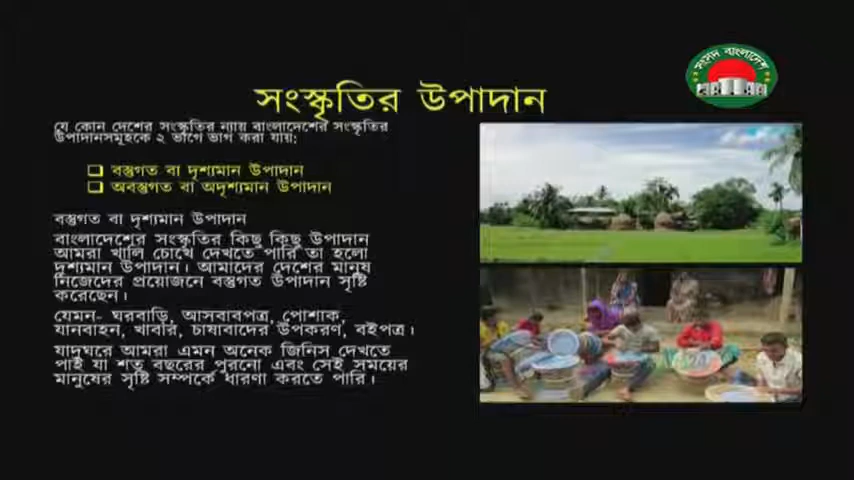 সংসদ বাংলাদেশ
সংস্কৃতির উপাদান
যে কোন দেশের সংস্কৃতির ন্যায় বাংলাদেশের সংস্কৃতির
উপাদানসমূহকে ২ ভাগে ভাগ করা যায়:
বস্তুগত বা দৃশ্যমান উপাদান
অবস্তুগত বা অদৃশ্যমান উপাদান
বস্তুগত বা দৃশ্যমান উপাদান
বাংলাদেশের সংস্কৃতির কিছু কিছু উপাদান
আমরা খালি চোখে দেখতে পারি তা হলো
দৃশ্যমান উপাদান। আমাদের দেশের মানুষ
নিজেদের প্রয়োজনে বস্তুগত উপাদান সৃষ্টি
করেছেন।
যেমন- ঘরবাড়ি, আসবাবপত্র, পোশাক,
যানবাহন, খাবার, চাষাবাদের উপকরণ, বইপত্র।
যাদুঘরে আমরা এমন অনেক জিনিস দেখতে
পাই যা শত বছরের পুরনো এবং সেই সময়ের
মানুষের সৃষ্টি সম্পর্কে ধারণা করতে পারি।